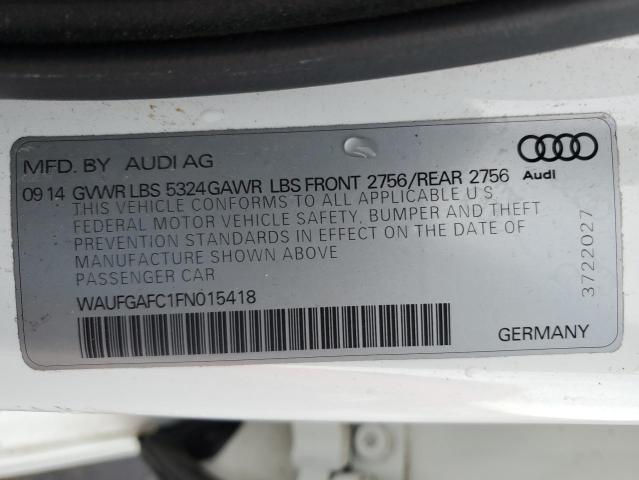 MFD. BY AUDI AG
Audi
09 14 GVWR LBS 5324 GAWR LBS FRONT 2756/REAR 2756
THIS VEHICLE CONFORMS TO ALL APPLICABLE U S
FEDERAL MOTOR VEHICLE SAFETY, BUMPER AND THEFT
PREVENTION STANDARDS IN EFFECT ON THE DATE OF
MANUFACTURE SHOWN ABOVE
PASSENGER CAR
WAUFGAFC1FN015418
GERMANY
3722027